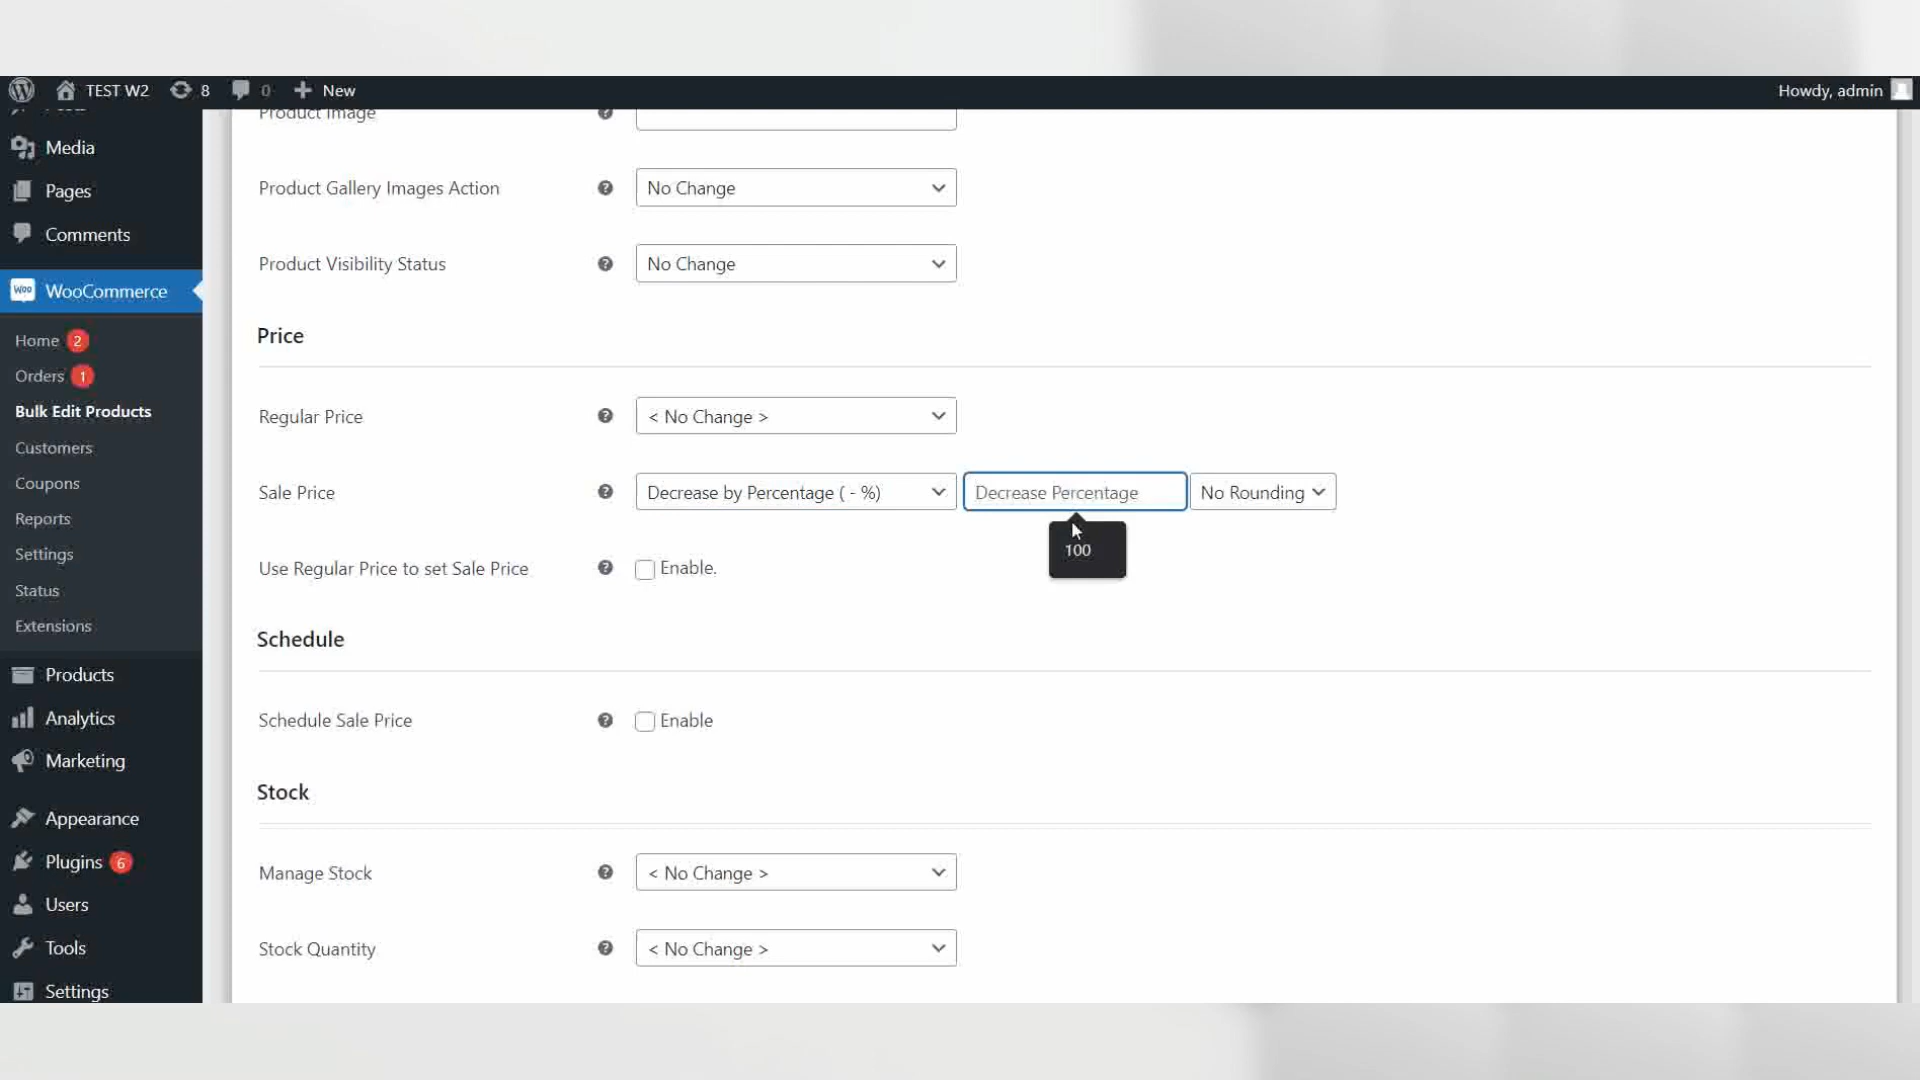 TEST W2
8
0
New
Howdy, admin
Media
Pages
Comments
WooCommerce
Home 2
Orders 1
Bulk Edit Products
Customers
Coupons
Reports
Settings
Status
Extensions
Products
Analytics
Marketing
Appearance
Plugins 6
Users
Tools
Settings
Product Image
Product Gallery Images Action
No Change
Product Visibility Status
No Change
Price
Regular Price
< No Change >
Sale Price
Decrease by Percentage ( - %)
Decrease Percentage
No Rounding
100
Use Regular Price to set Sale Price
Enable.
Schedule
Schedule Sale Price
Enable
Stock
Manage Stock
< No Change >
Stock Quantity
< No Change >